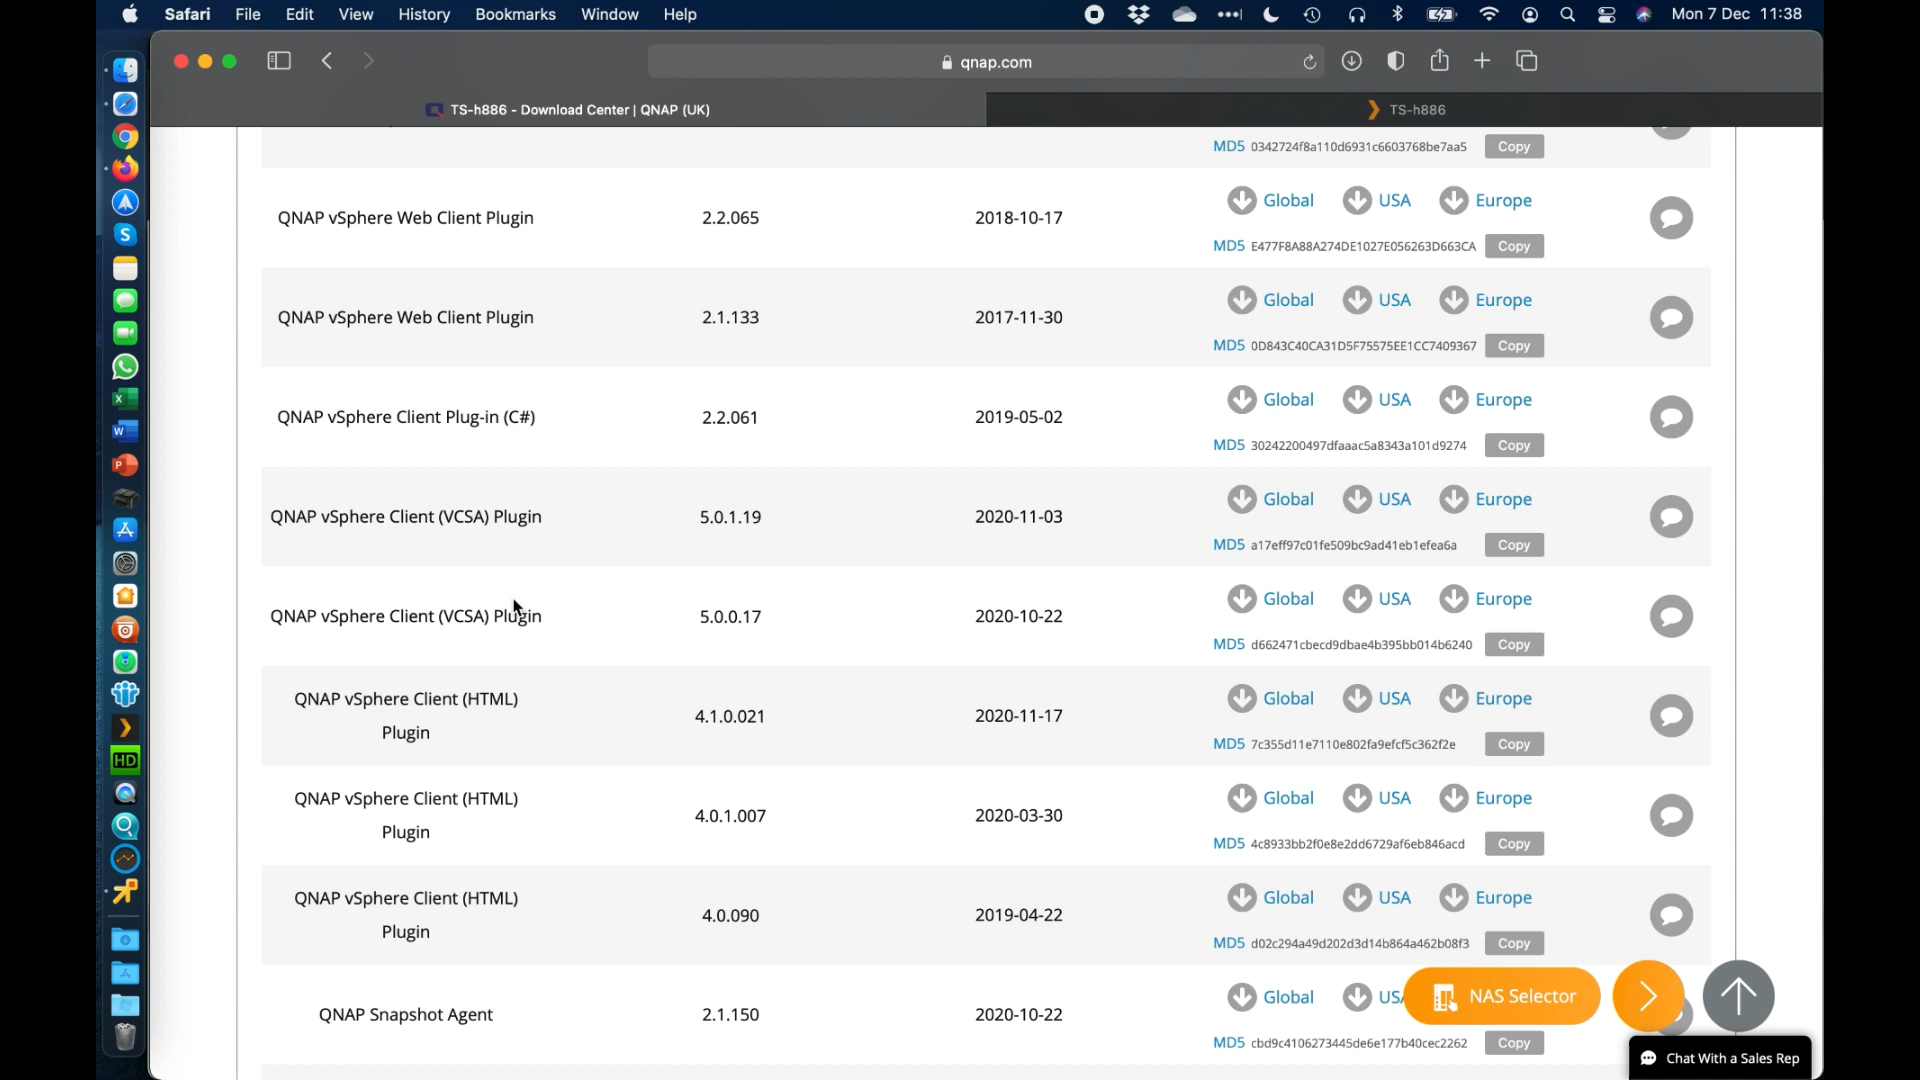 Safari File Edit View History Bookmarks Window Help Mon 7 Dec 11:38
qnap.com
TS-h886 - Download Center | QNAP (UK) TS-h886
MD5 0342724f8a110d6931c6603768be7aa5 Copy
QNAP vSphere Web Client Plugin 2.2.065 2018-10-17 Global USA Europe
MD5 E477F8A88A274DE1027E056263D663CA Copy
QNAP vSphere Web Client Plugin 2.1.133 2017-11-30 Global USA Europe
MD5 0D843C40CA31D5F75575EE1CC7409367 Copy
QNAP vSphere Client Plug-in (C#) 2.2.061 2019-05-02 Global USA Europe
MD5 30242200497dfaaac5a8343a101d9274 Copy
QNAP vSphere Client (VCSA) Plugin 5.0.1.19 2020-11-03 Global USA Europe
MD5 a17eff97c01fe509bc9ad41eb1efea6a Copy
QNAP vSphere Client (VCSA) Plugin 5.0.0.17 2020-10-22 Global USA Europe
MD5 d662471cbecd9dbae4b395bb014b6240 Copy
QNAP vSphere Client (HTML) Plugin 4.1.0.021 2020-11-17 Global USA Europe
MD5 7c355d11e7110e802fa9efcf5c362f2e Copy
QNAP vSphere Client (HTML) Plugin 4.0.1.007 2020-03-30 Global USA Europe
MD5 4c8933bb2f0e8e2dd6729af6eb846acd Copy
QNAP vSphere Client (HTML) Plugin 4.0.090 2019-04-22 Global USA Europe
MD5 d02c294a49d202d3d14b864a462b08f3 Copy
QNAP Snapshot Agent 2.1.150 2020-10-22 Global
NAS Selector
MD5 cbd9c4106273445de6e177b40cec2262 Copy
Chat With a Sales Rep